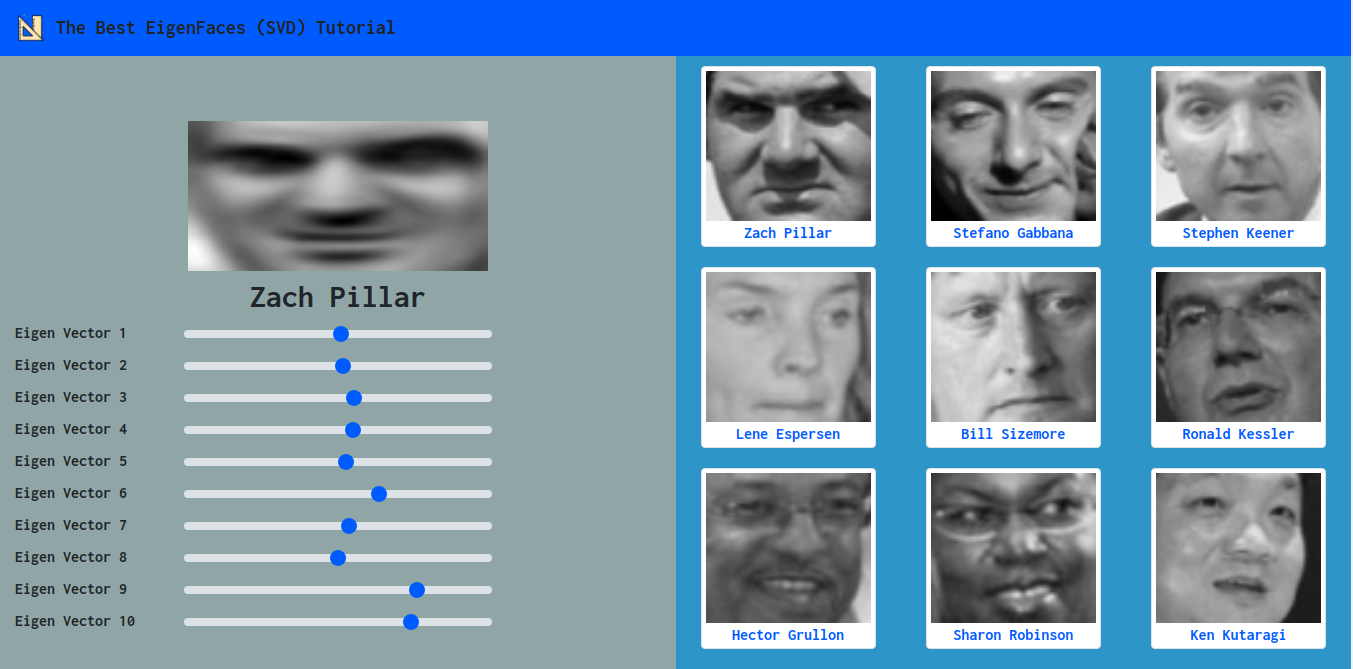 The Best EigenFaces (SVD) Tutorial
Zach Pillar
Eigen Vector 1
Eigen Vector 2
Eigen Vector 3
Eigen Vector 4
Eigen Vector 5
Eigen Vector 6
Eigen Vector 7
Eigen Vector 8
Eigen Vector 9
Eigen Vector 10
Zach Pillar
Stefano Gabbana
Stephen Keener
Lene Espersen
Bill Sizemore
Ronald Kessler
Hector Grullon
Sharon Robinson
Ken Kutaragi